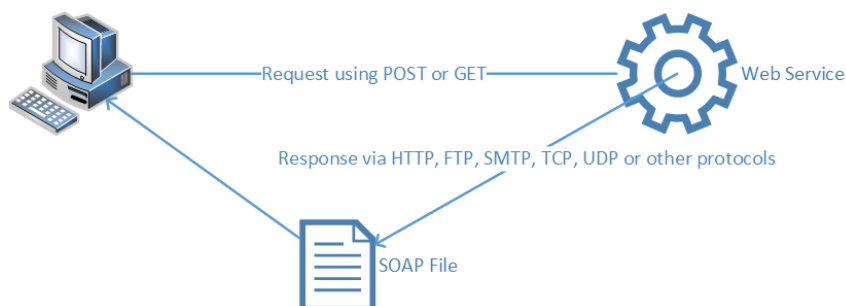 Request using POST or GET
Web Service
Response via HTTP, FTP, SMTP, TCP, UDP or other protocols
SOAP File